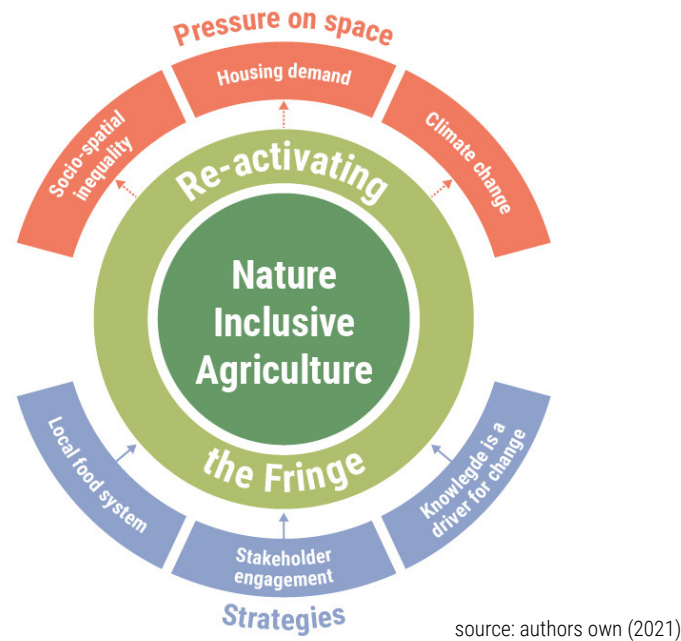 Pressure on space
Housing demand
Socio-spatial
inequality
Climate change
Re-activating
Nature
Inclusive
Agriculture
the Fringe
Local food system
Stakeholder
engagement
Knowlegde is a
driver for change
Strategies
source: authors own (2021)